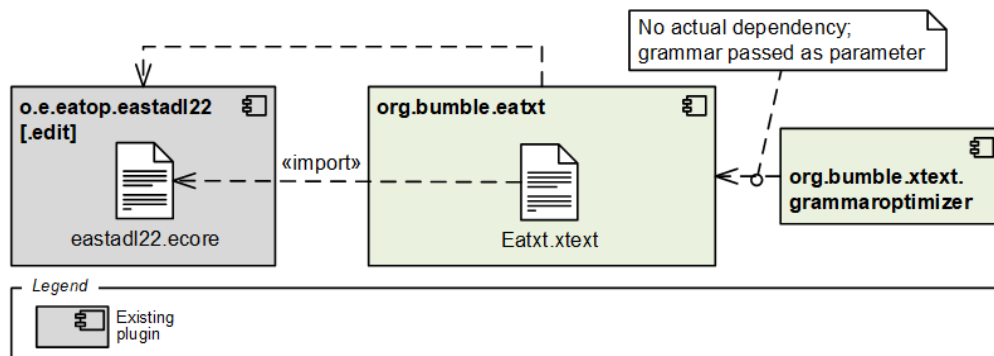 No actual dependency;
grammar passed as parameter
o.e.eatop.eastadl22
[.edit]
org.bumble.eatxt
«import»
org.bumble.xtext.
grammaroptimizer
eastadl22.ecore
Eatxt.xtext
Legend
Existing
plugin